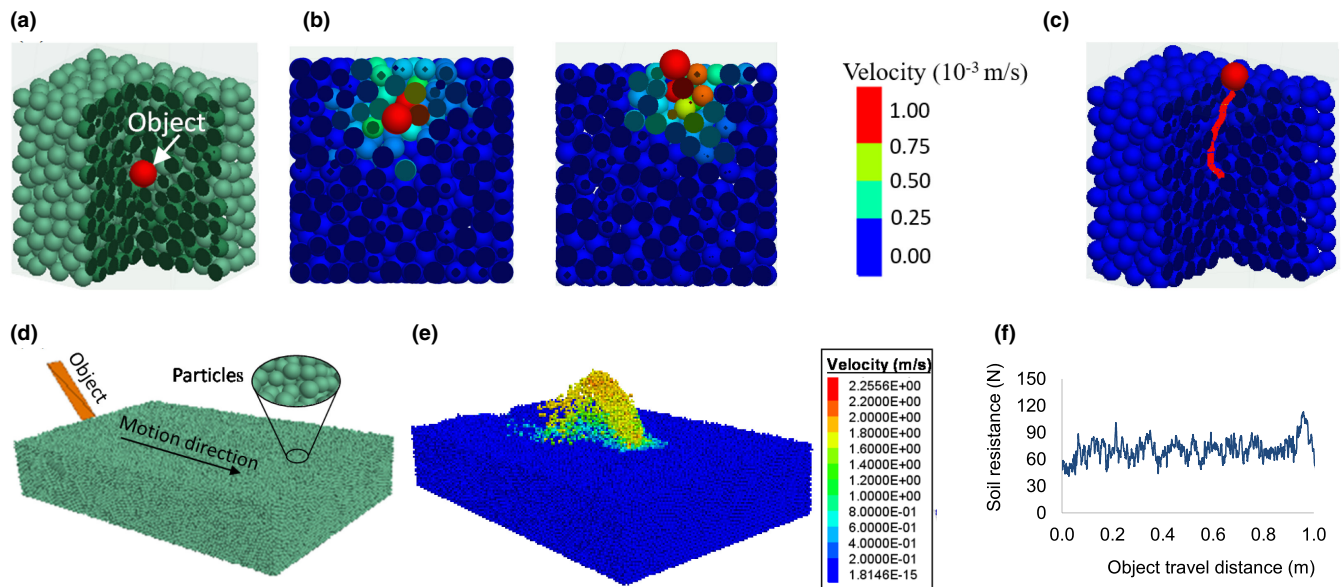 (a)
(b)
(c)
Object
Velocity (10⁻³ m/s)
1.00
0.75
0.50
0.25
0.00
(d)
(e)
(f)
Object
Particles
Motion direction
Velocity (m/s)
2.2556E+00
2.2000E+00
2.0000E+00
1.8000E+00
1.6000E+00
1.4000E+00
1.2000E+00
1.0000E+00
8.0000E-01
6.0000E-01
4.0000E-01
2.0000E-01
1.8146E-15
Soil resistance (N)
150
120
90
60
30
0
0.0 0.2 0.4 0.6 0.8 1.0
Object travel distance (m)